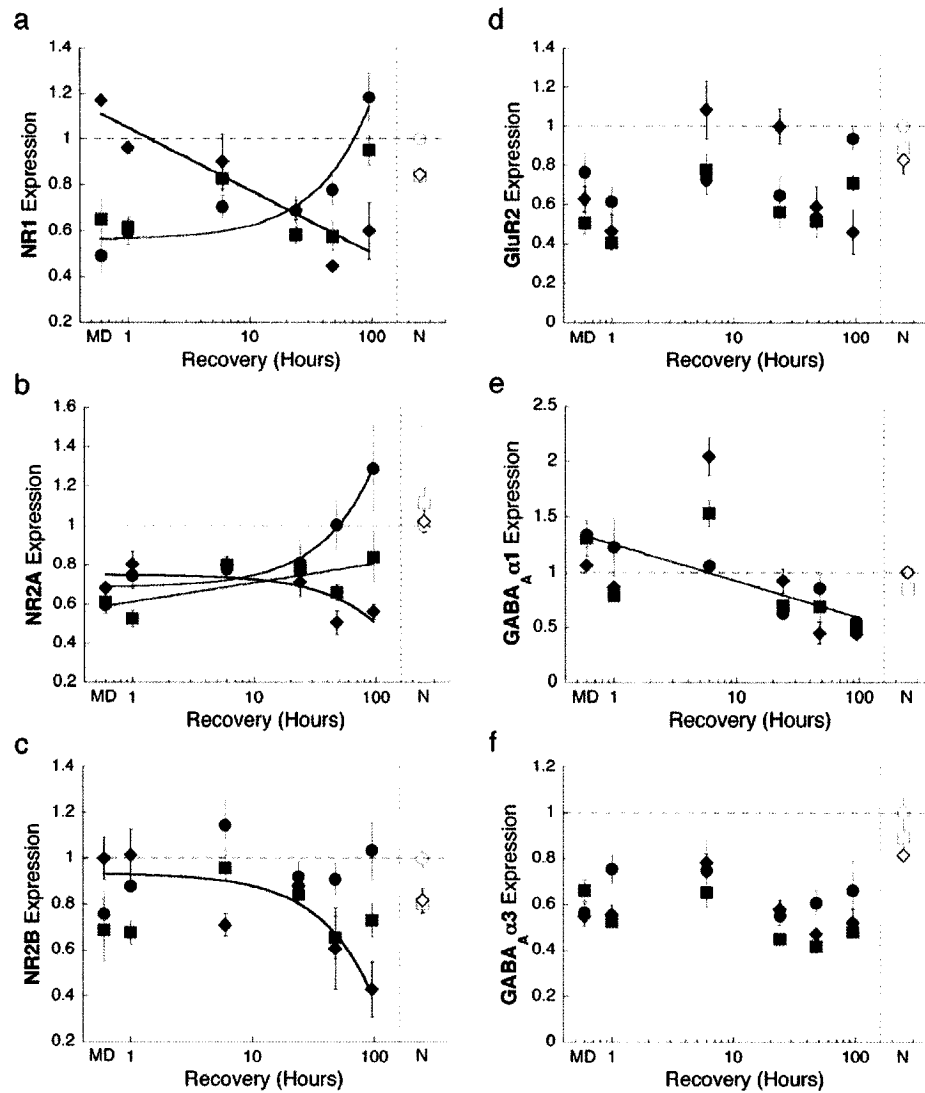 a
1.4
1.2
1
0.8
0.6
0.4
0.2
NR1 Expression
MD 1 10 100 N
Recovery (Hours)
b
1.6
1.4
1.2
1
0.8
0.6
0.4
0.2
NR2A Expression
MD 1 10 100 N
Recovery (Hours)
c
1.4
1.2
1
0.8
0.6
0.4
0.2
NR2B Expression
MD 1 10 100 N
Recovery (Hours)
d
1.4
1.2
1
0.8
0.6
0.4
0.2
GluR2 Expression
MD 1 10 100 N
Recovery (Hours)
e
2.5
2
1.5
1
0.5
0
GABA_A α1 Expression
MD 1 10 100 N
Recovery (Hours)
f
1.2
1
0.8
0.6
0.4
0.2
0
GABA_A α3 Expression
MD 1 10 100 N
Recovery (Hours)